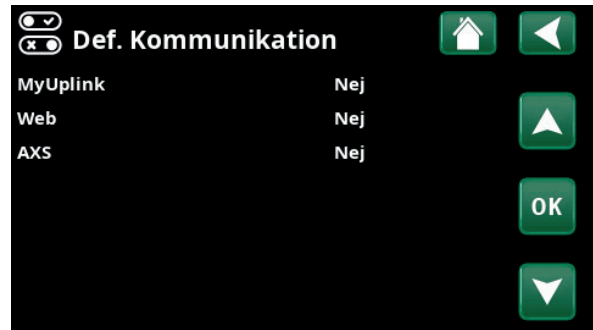 Def. Kommunikation
MyUplink Nej
Web Nej
AXS Nej
OK